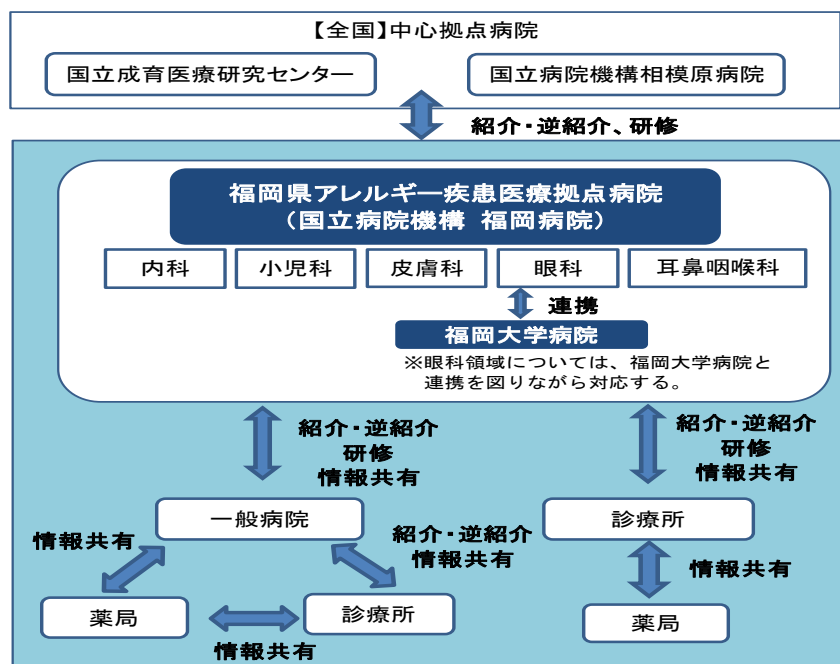 【全国】中心拠点病院
国立成育医療研究センター
国立病院機構相模原病院
紹介・逆紹介、研修
福岡県アレルギー疾患医療拠点病院
（国立病院機構 福岡病院）
内科
小児科
皮膚科
眼科
耳鼻咽喉科
連携
福岡大学病院
※眼科領域については、福岡大学病院と
連携を図りながら対応する。
紹介・逆紹介
研修
情報共有
紹介・逆紹介
研修
情報共有
一般病院
診療所
情報共有
紹介・逆紹介
情報共有
情報共有
薬局
診療所
薬局
情報共有